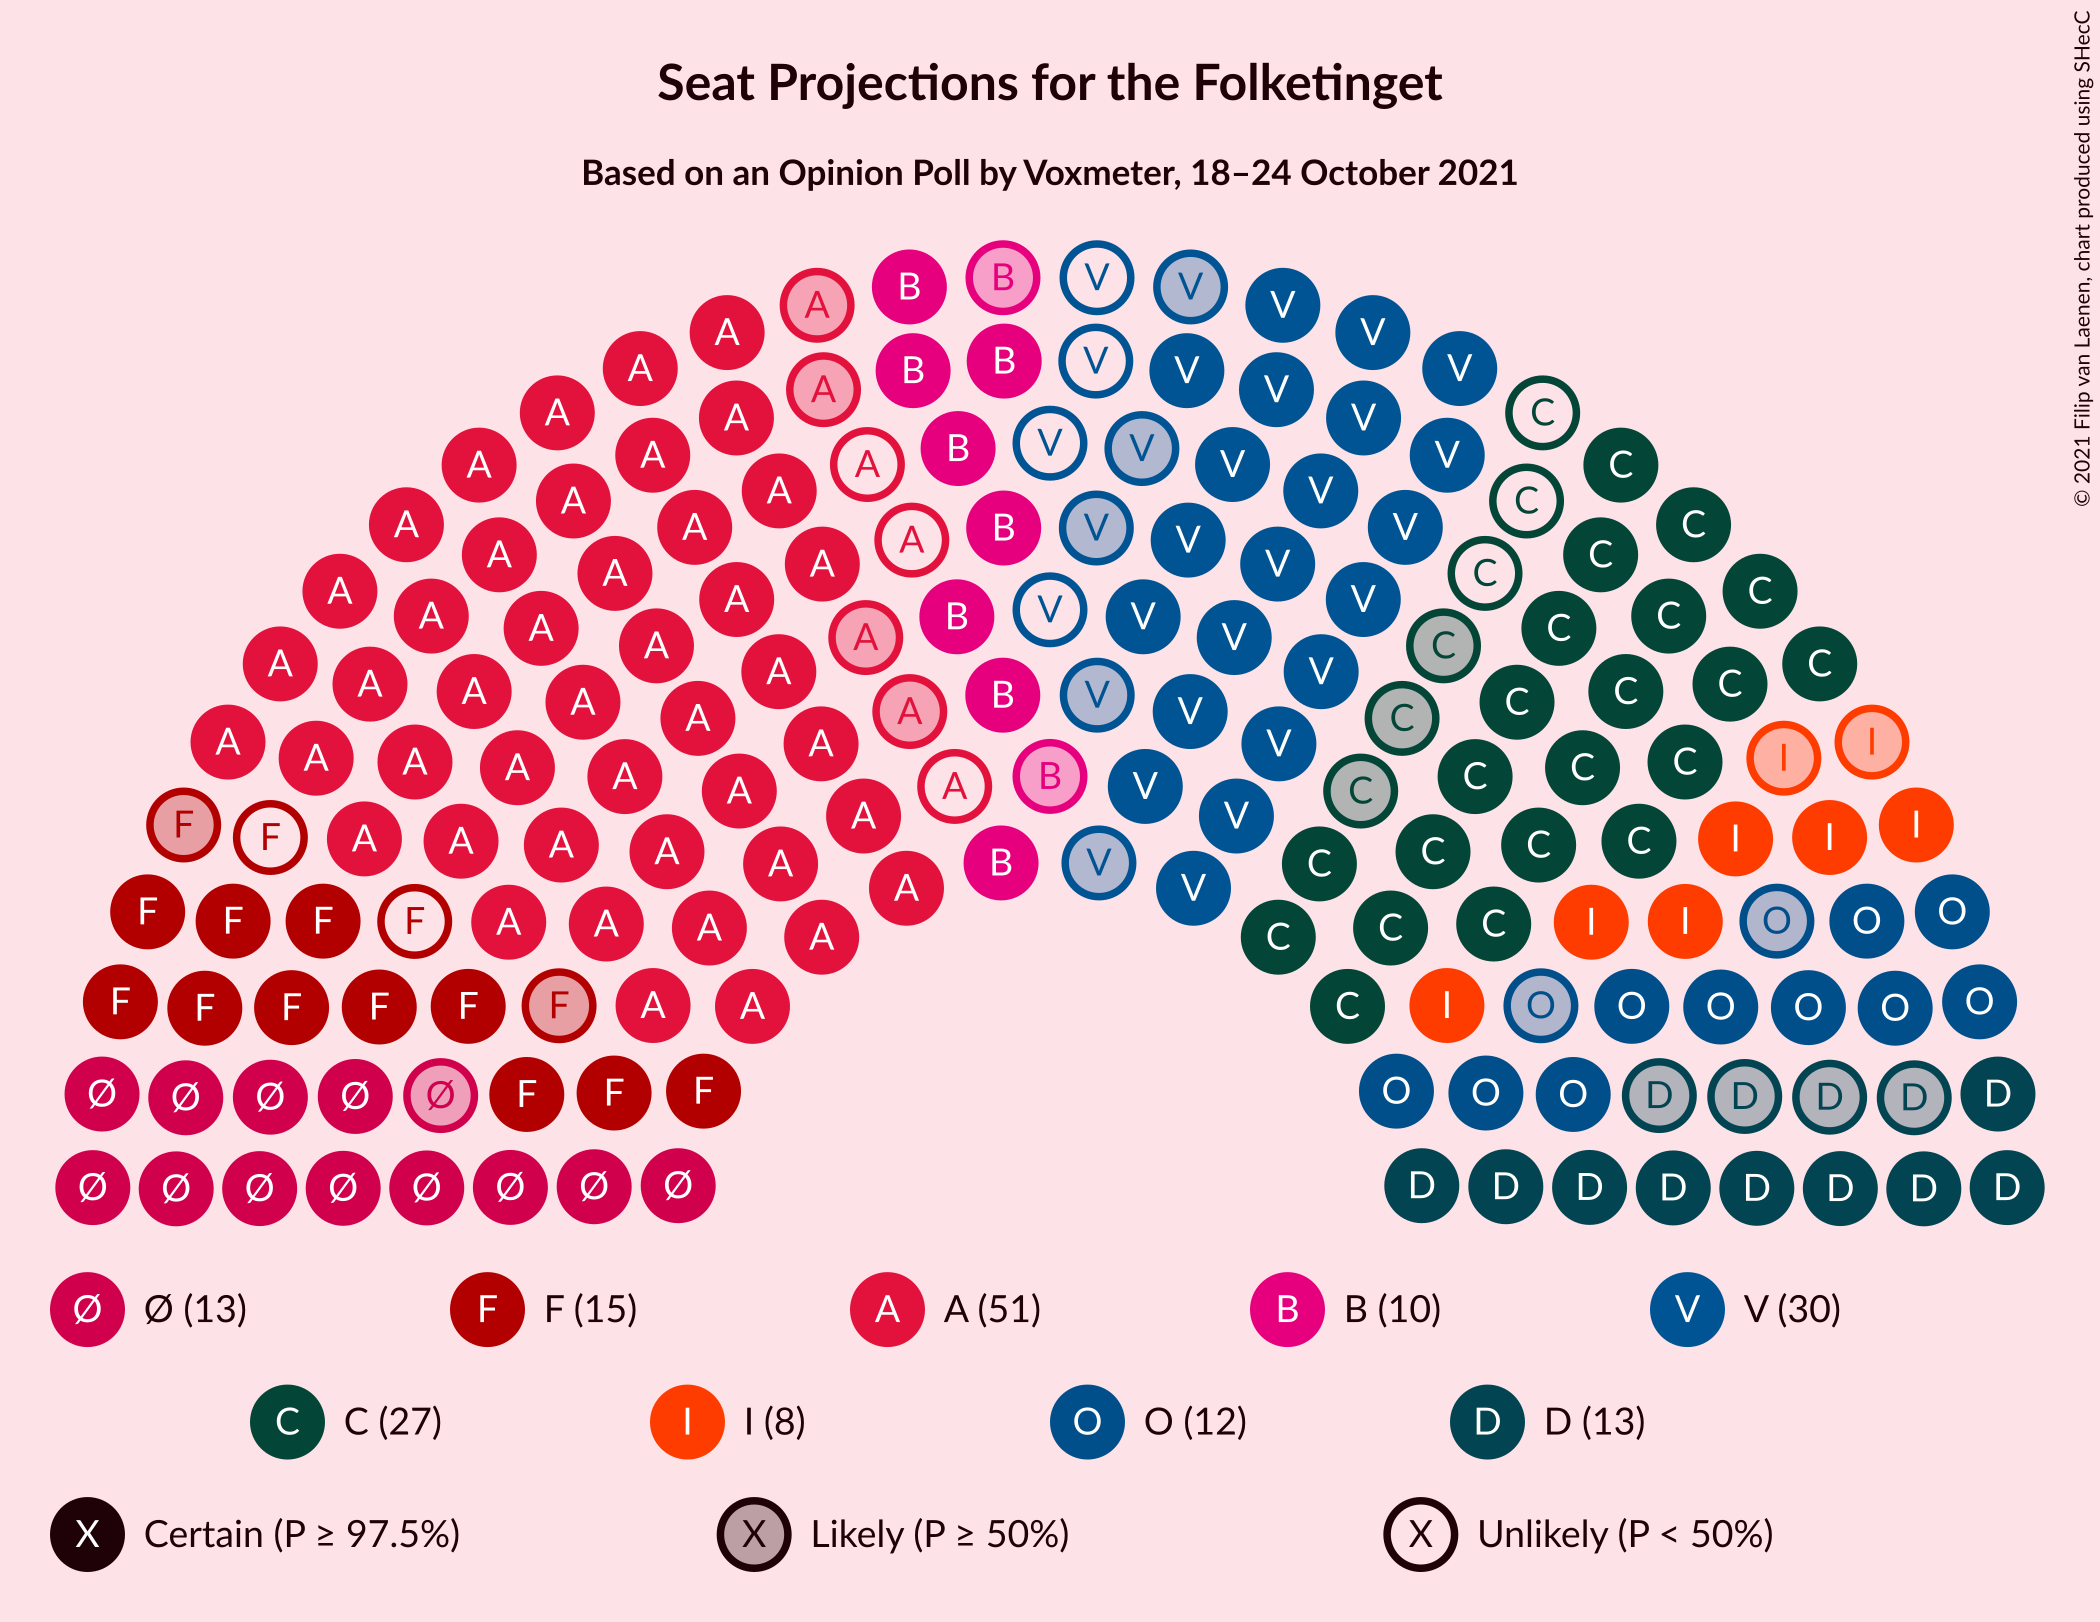 Seat Projections for the Folketinget
Based on an Opinion Poll by Voxmeter, 18–24 October 2021
© 2021 Filip van Laenen, chart produced using SHecC
B B V V
A V
A V
A B B V V V
A A V V
A A B V V V C
A A V V C
A A A B V V V C
A A A V V C C
A A A B V V V C C
A A A A V V C C
A A A B V V V C C
A A A A V V C C C
A A A B V V V C C I
F A A A A B V V C C C I I
F A A A A A B V V C C C C I I I
F F F F A A A A C C C I I O O O
F F F F F F A A C I O O O O O O
Ø Ø Ø Ø Ø F F F O O O D D D D D
Ø Ø Ø Ø Ø Ø Ø Ø D D D D D D D D
Ø Ø (13) F F (15) A A (51) B B (10) V V (30)
C C (27) I I (8) O O (12) D D (13)
X Certain (P ≥ 97.5%) X Likely (P ≥ 50%) X Unlikely (P < 50%)